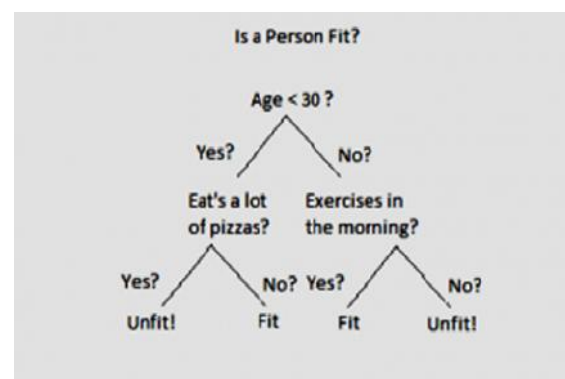 Is a Person Fit?
Age < 30 ?
Yes?
No?
Eat's a lot
of pizzas?
Exercises in
the morning?
Yes?
No?
Yes?
No?
Unfit!
Fit
Fit
Unfit!